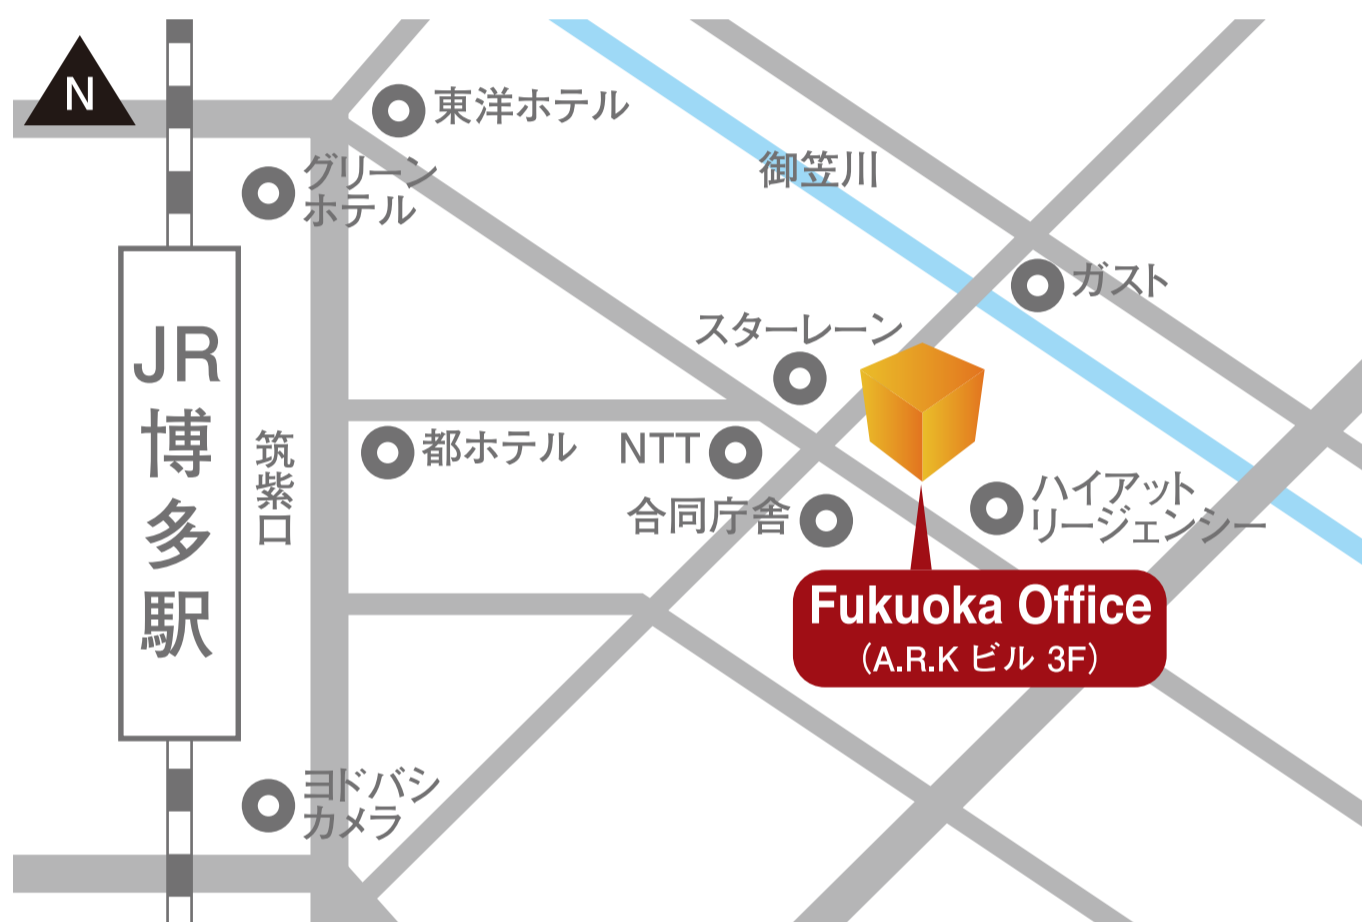 N
東洋ホテル
グリーン
ホテル
御笠川
ガスト
スターレーン
JR
博多駅
筑紫口
都ホテル
NTT
合同庁舎
ハイアット
リージェンシー
Fukuoka Office
(A.R.K ビル 3F)
ヨドバシ
カメラ